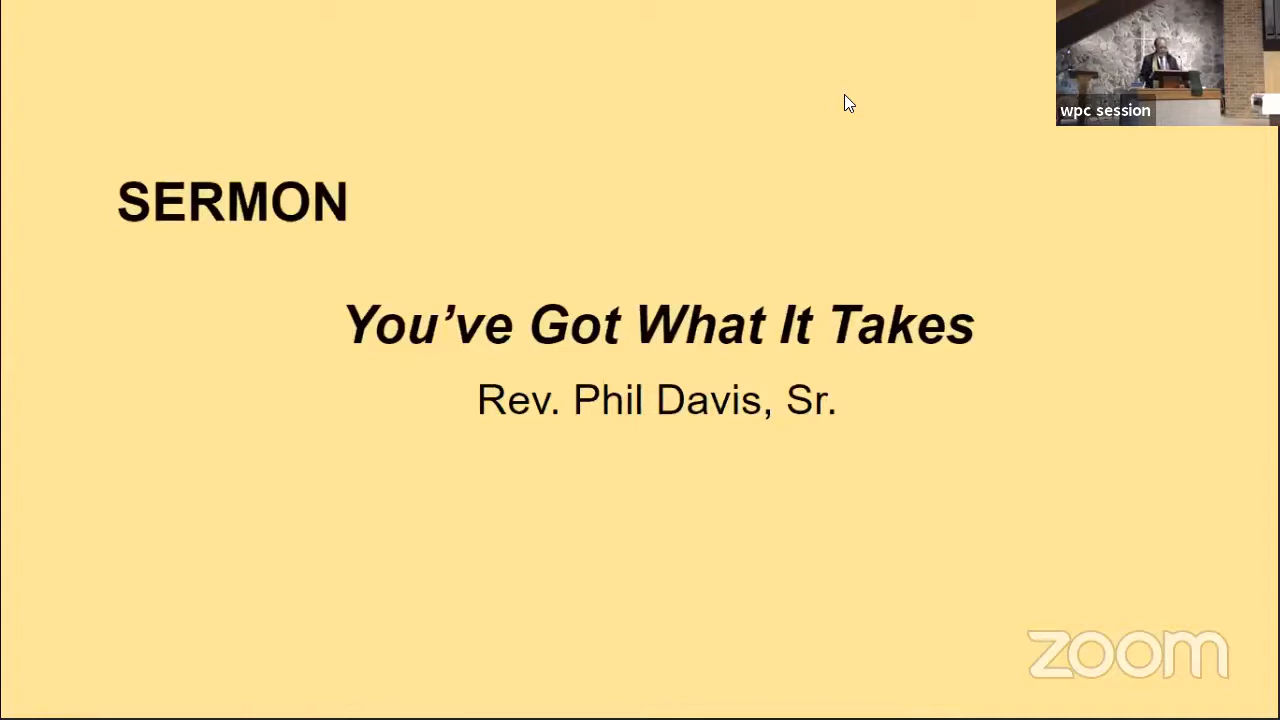 wpc session
SERMON
You’ve Got What It Takes
Rev. Phil Davis, Sr.
zoom